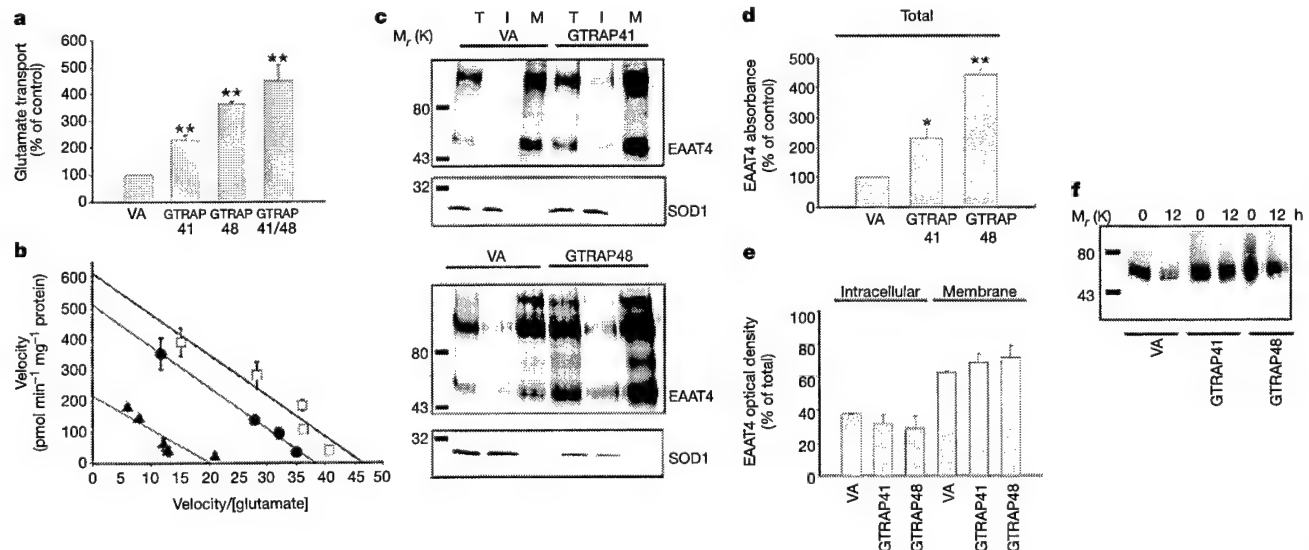 a
Glutamate transport
(% of control)
600
500
400
300
200
100
0
**
**
**
VA
GTRAP
41
GTRAP
48
GTRAP
41/48
b
Velocity
(pmol min⁻¹ mg⁻¹ protein)
600
500
400
300
200
100
0
0 5 10 15 20 25 30 35 40 45 50
Velocity/[glutamate]
c
T I M T I M
Mr (K)
VA
GTRAP41
80
43
EAAT4
32
SOD1
VA
GTRAP48
80
43
EAAT4
32
SOD1
d
Total
EAAT4 absorbance
(% of control)
500
400
300
200
100
0
*
**
VA
GTRAP
41
GTRAP
48
e
Intracellular
Membrane
EAAT4 optical density
(% of total)
100
80
60
40
20
0
VA
GTRAP41
GTRAP48
VA
GTRAP41
GTRAP48
f
Mr (K)
0 12 0 12 0 12 h
80
43
VA
GTRAP41
GTRAP48